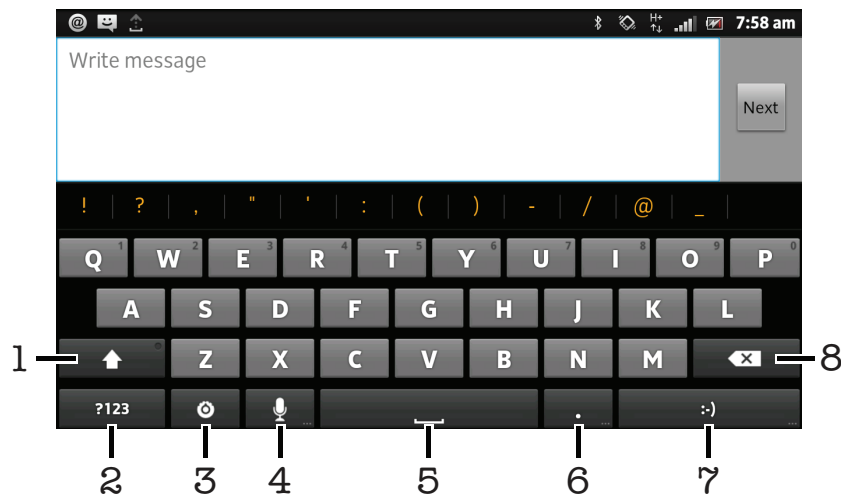 @ H+ 7:58 am
Write message
Next
! ? , " ' : ( ) - / @ _
Q 1 W 2 E 3 R 4 T 5 Y 6 U 7 I 8 O 9 P 0
A S D F G H J K L
1 Z X C V B N M 8
?123 ... . ... :-) ...
2 3 4 5 6 7